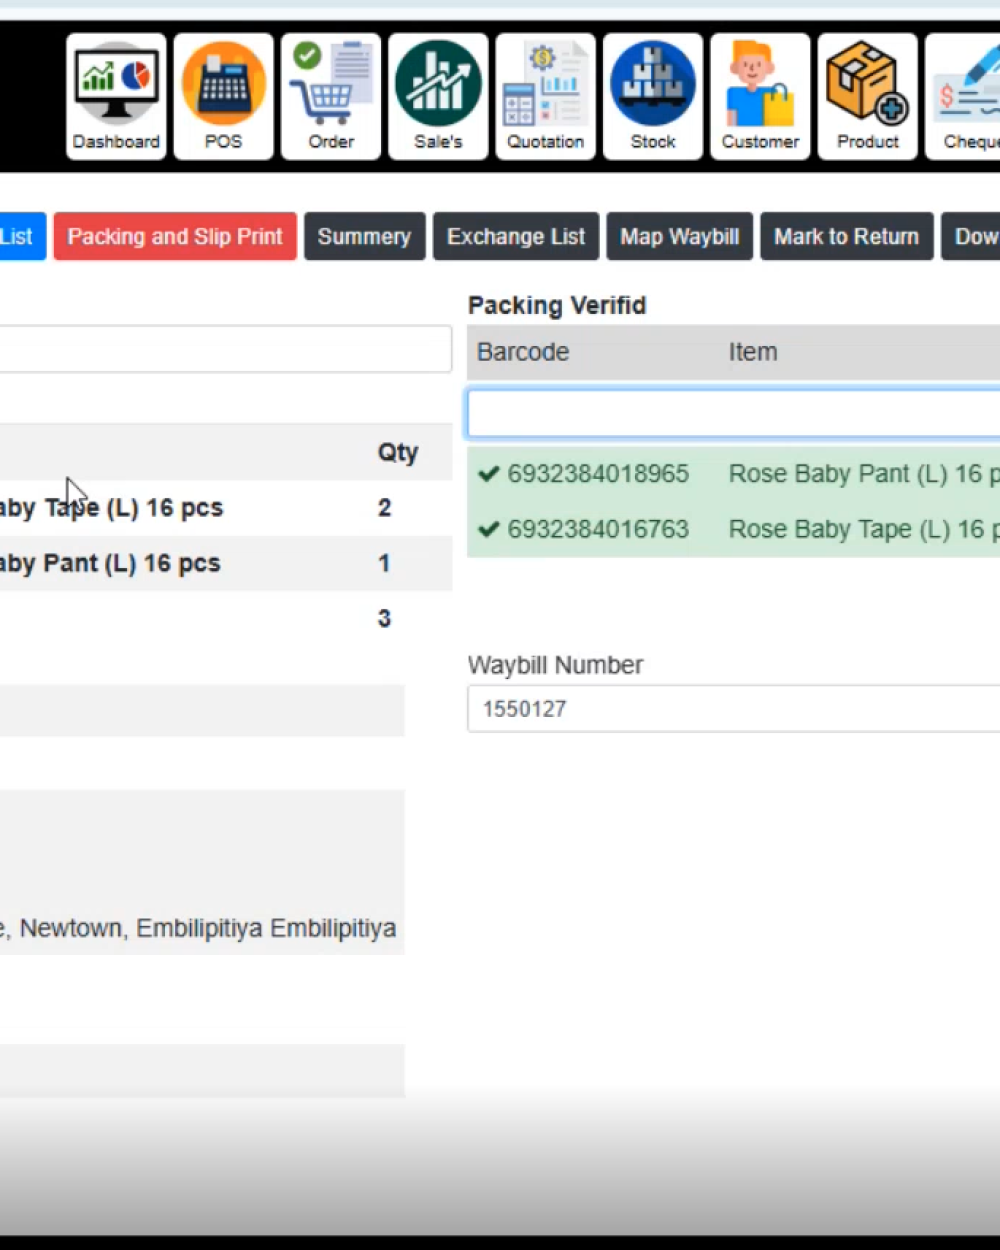 Dashboard POS Order Sale's Quotation Stock Customer Product Cheque
List Packing and Slip Print Summery Exchange List Map Waybill Mark to Return Dow
Packing Verifid
Barcode Item
Qty
aby Tape (L) 16 pcs 2
aby Pant (L) 16 pcs 1
3
6932384018965 Rose Baby Pant (L) 16 p
6932384016763 Rose Baby Tape (L) 16 p
Waybill Number
1550127
e, Newtown, Embilipitiya Embilipitiya